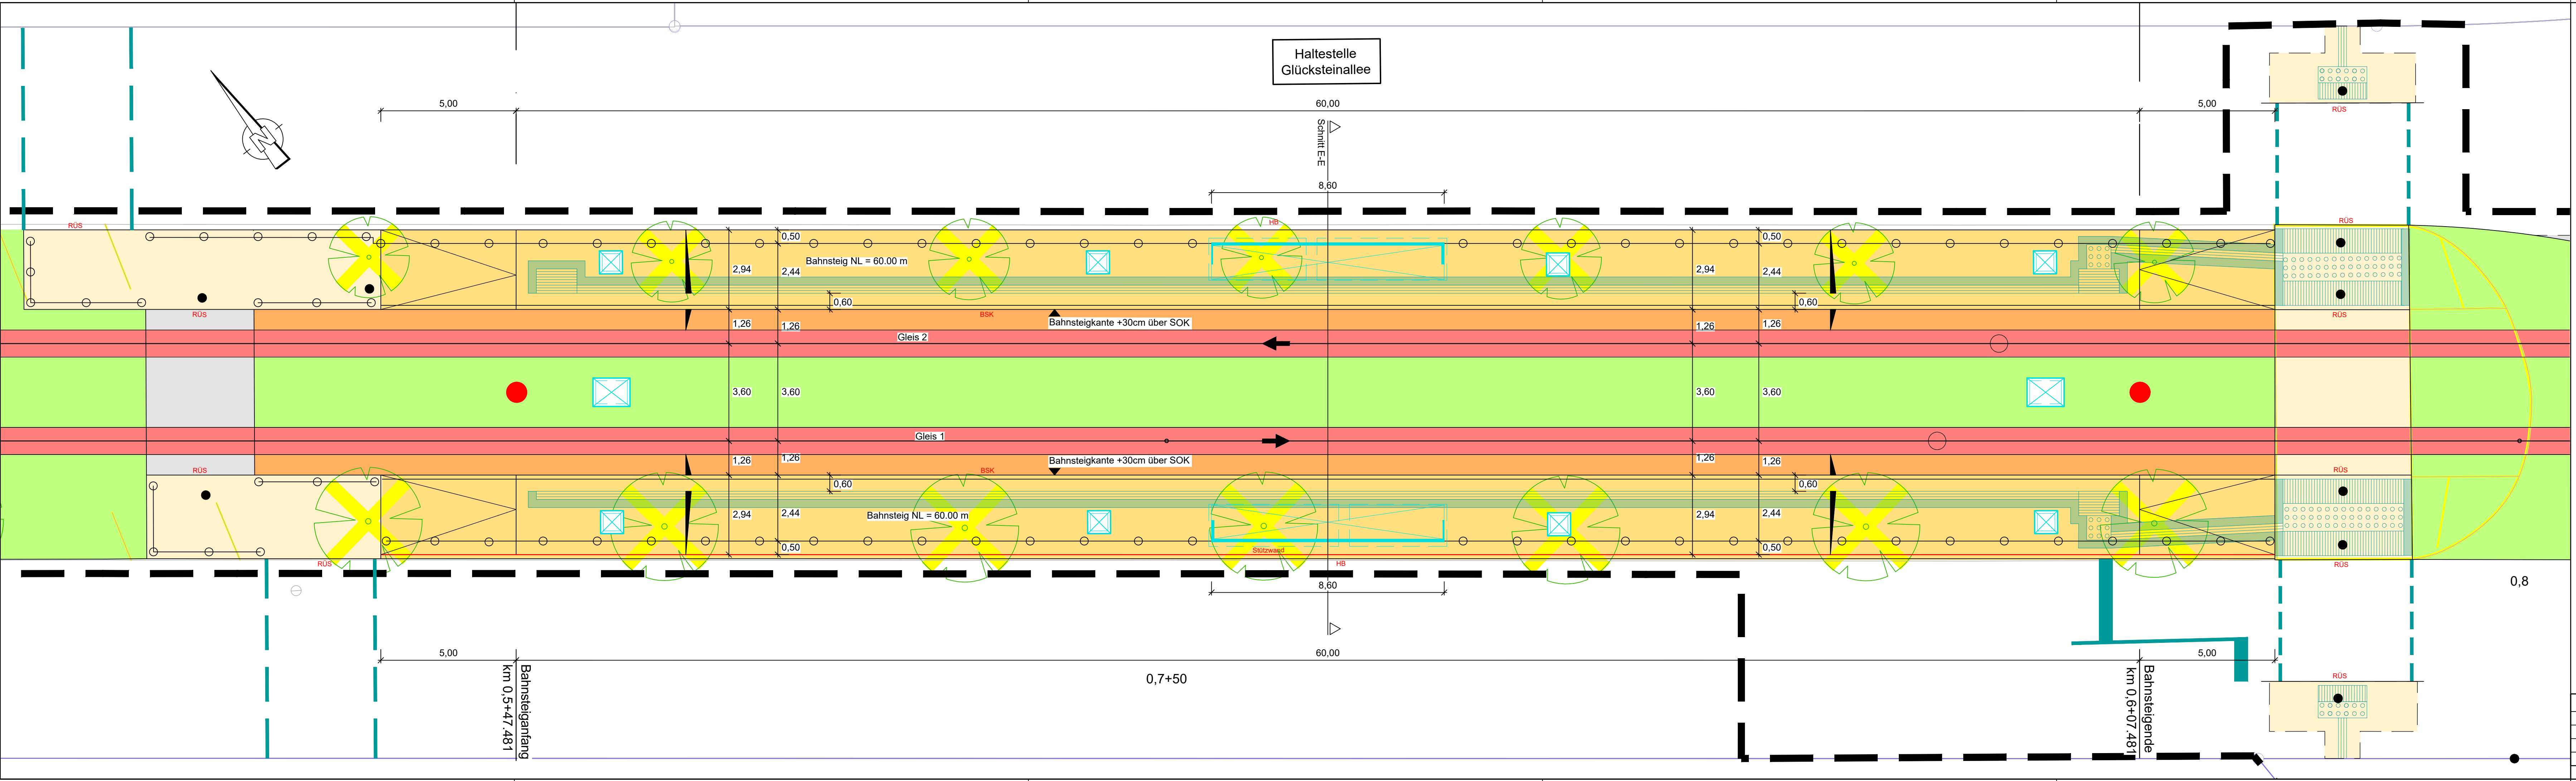 Haltestelle
Glücksteinallee
5,00
60,00
5,00
Schnitt E-E
RÜS
8,60
RÜS
HB
RÜS
0,50
0,50
Bahnsteig NL = 60.00 m
2,94
2,44
2,94
2,44
0,60
0,60
RÜS
BSK
RÜS
Bahnsteigkante +30cm über SOK
1,26
1,26
1,26
1,26
Gleis 2
3,60
3,60
3,60
3,60
Gleis 1
1,26
1,26
1,26
1,26
Bahnsteigkante +30cm über SOK
RÜS
BSK
RÜS
0,60
0,60
2,94
2,44
Bahnsteig NL = 60.00 m
2,94
2,44
0,50
Stützwand
0,50
RÜS
HB
RÜS
8,60
0,8
5,00
60,00
5,00
0,7+50
RÜS
Bahnsteiganfang
km 0,5+47.481
Bahnsteigende
km 0,6+07.481